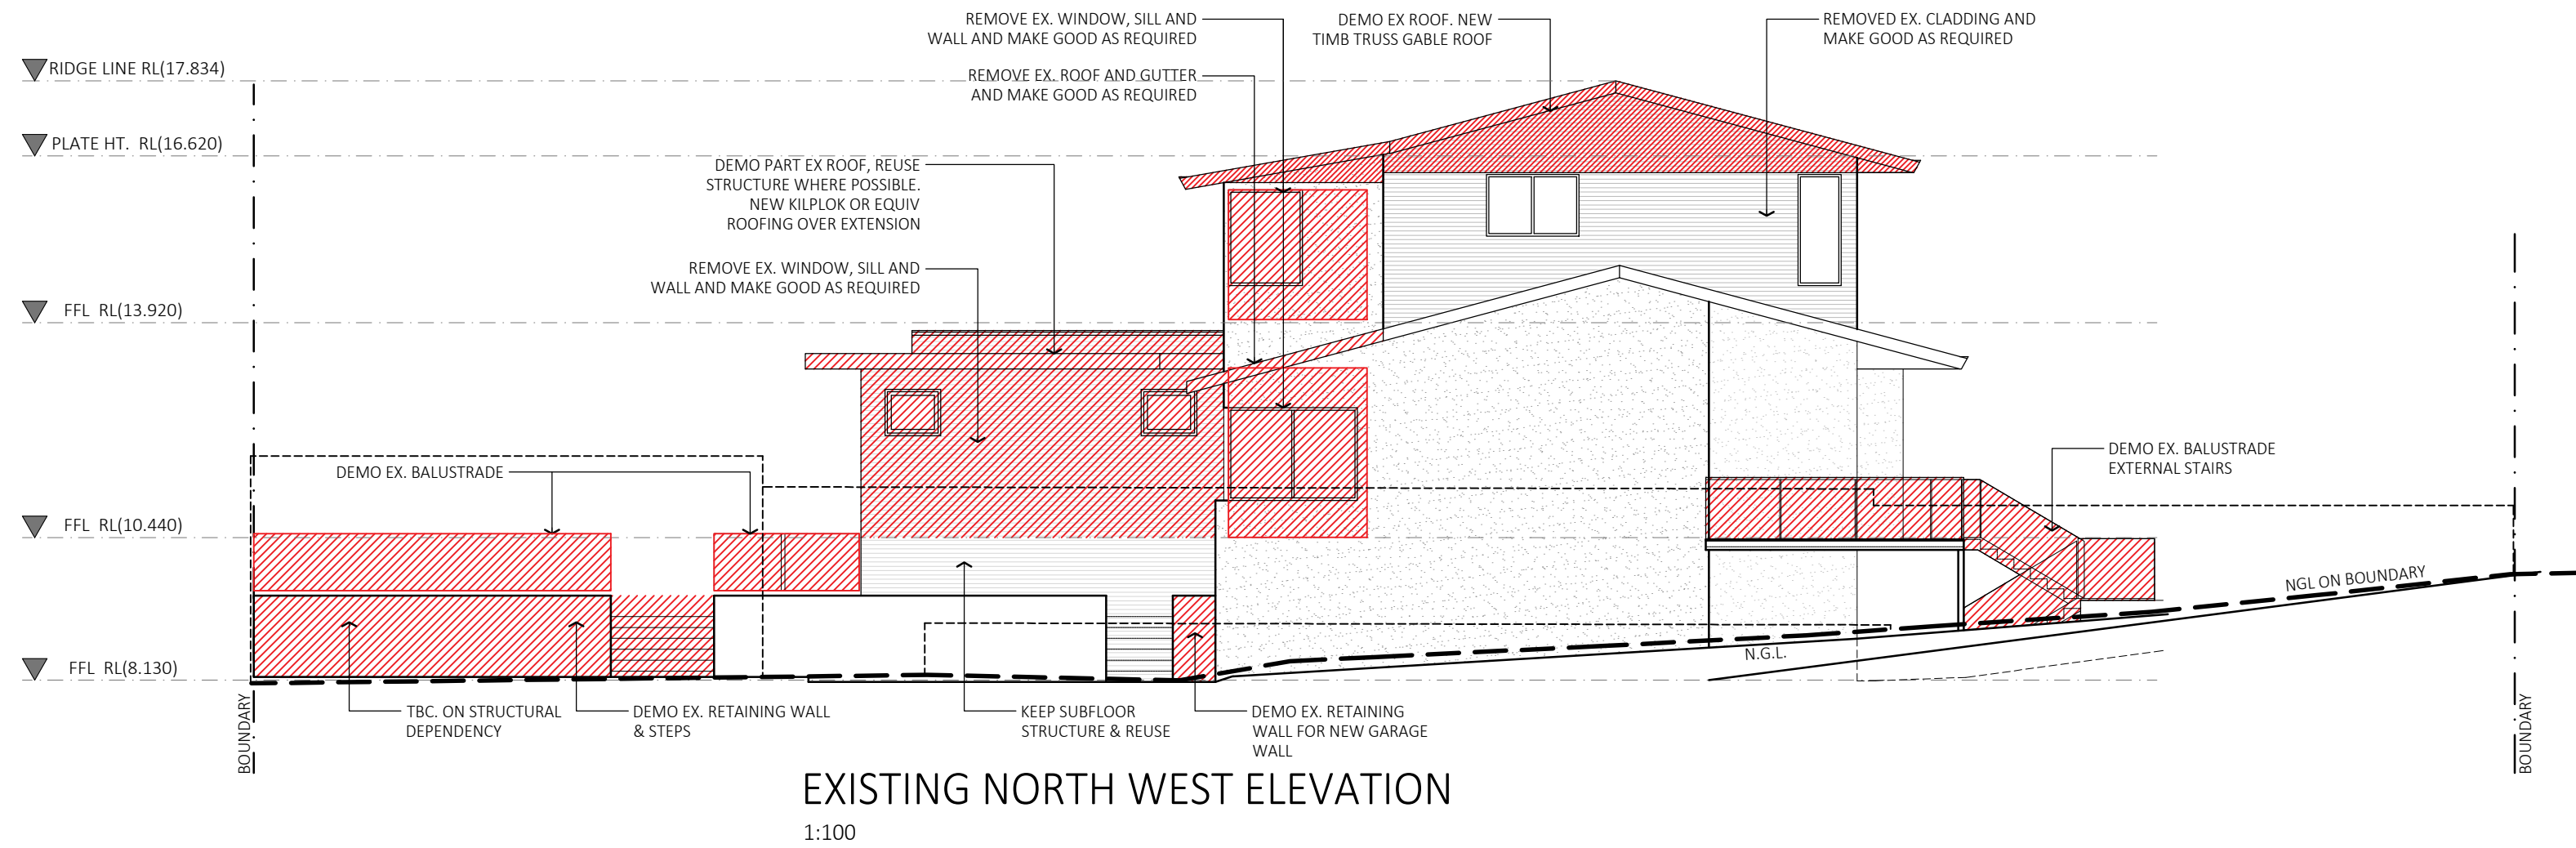 REMOVE EX. WINDOW, SILL AND
WALL AND MAKE GOOD AS REQUIRED
DEMO EX ROOF. NEW
TIMB TRUSS GABLE ROOF
REMOVED EX. CLADDING AND
MAKE GOOD AS REQUIRED
RIDGE LINE RL(17.834)
REMOVE EX. ROOF AND GUTTER
AND MAKE GOOD AS REQUIRED
PLATE HT. RL(16.620)
DEMO PART EX ROOF, REUSE
STRUCTURE WHERE POSSIBLE.
NEW KILPLOK OR EQUIV
ROOFING OVER EXTENSION
REMOVE EX. WINDOW, SILL AND
WALL AND MAKE GOOD AS REQUIRED
FFL RL(13.920)
DEMO EX. BALUSTRADE
DEMO EX. BALUSTRADE
EXTERNAL STAIRS
FFL RL(10.440)
NGL ON BOUNDARY
N.G.L.
FFL RL(8.130)
BOUNDARY
TBC. ON STRUCTURAL
DEPENDENCY
DEMO EX. RETAINING WALL
& STEPS
KEEP SUBFLOOR
STRUCTURE & REUSE
DEMO EX. RETAINING
WALL FOR NEW GARAGE
WALL
BOUNDARY
EXISTING NORTH WEST ELEVATION
1:100